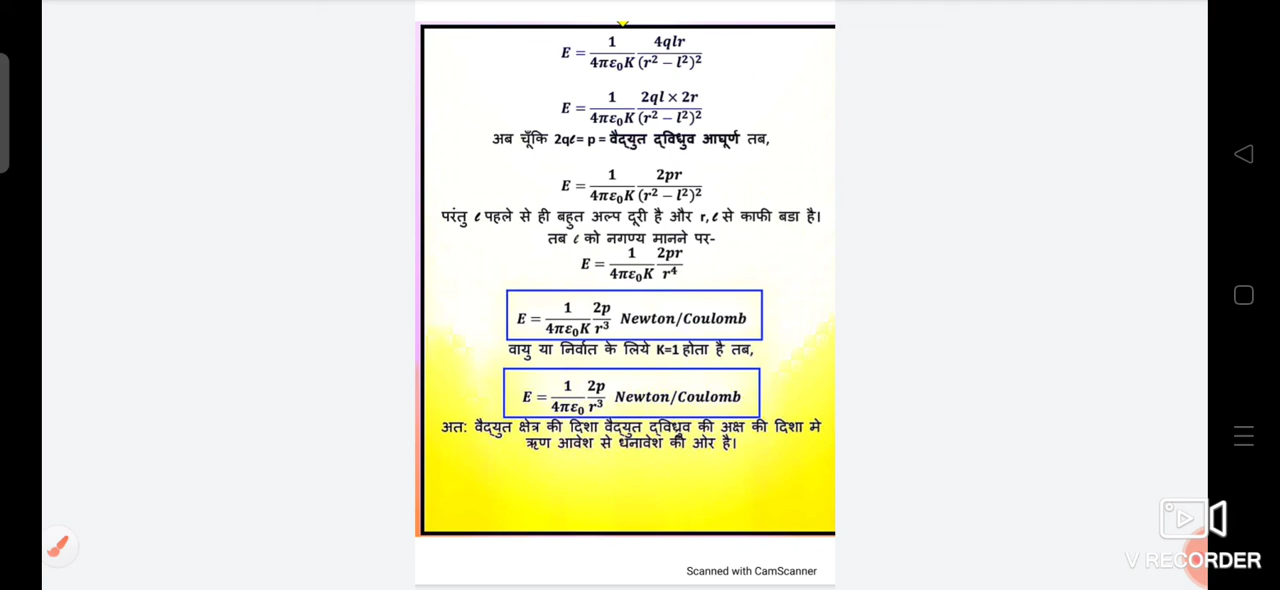 E = 1/4πε₀K 4qlr/(r² − l²)²
E = 1/4πε₀K 2ql × 2r/(r² − l²)²
अब चूँकि 2qℓ= p = वैद्युत द्विध्रुव आघूर्ण तब,
E = 1/4πε₀K 2pr/(r² − l²)²
परंतु ℓ पहले से ही बहुत अल्प दूरी है और r, ℓ से काफी बडा है।
तब ℓ को नगण्य मानने पर-
E = 1/4πε₀K 2pr/r⁴
E = 1/4πε₀K 2p/r³ Newton/Coulomb
वायु या निर्वात के लिये K=1 होता है तब,
E = 1/4πε₀ 2p/r³ Newton/Coulomb
अत: वैद्युत क्षेत्र की दिशा वैद्युत द्विध्रुव की अक्ष की दिशा मे
ऋण आवेश से धनावेश की ओर है।
Scanned with CamScanner
V RECORDER